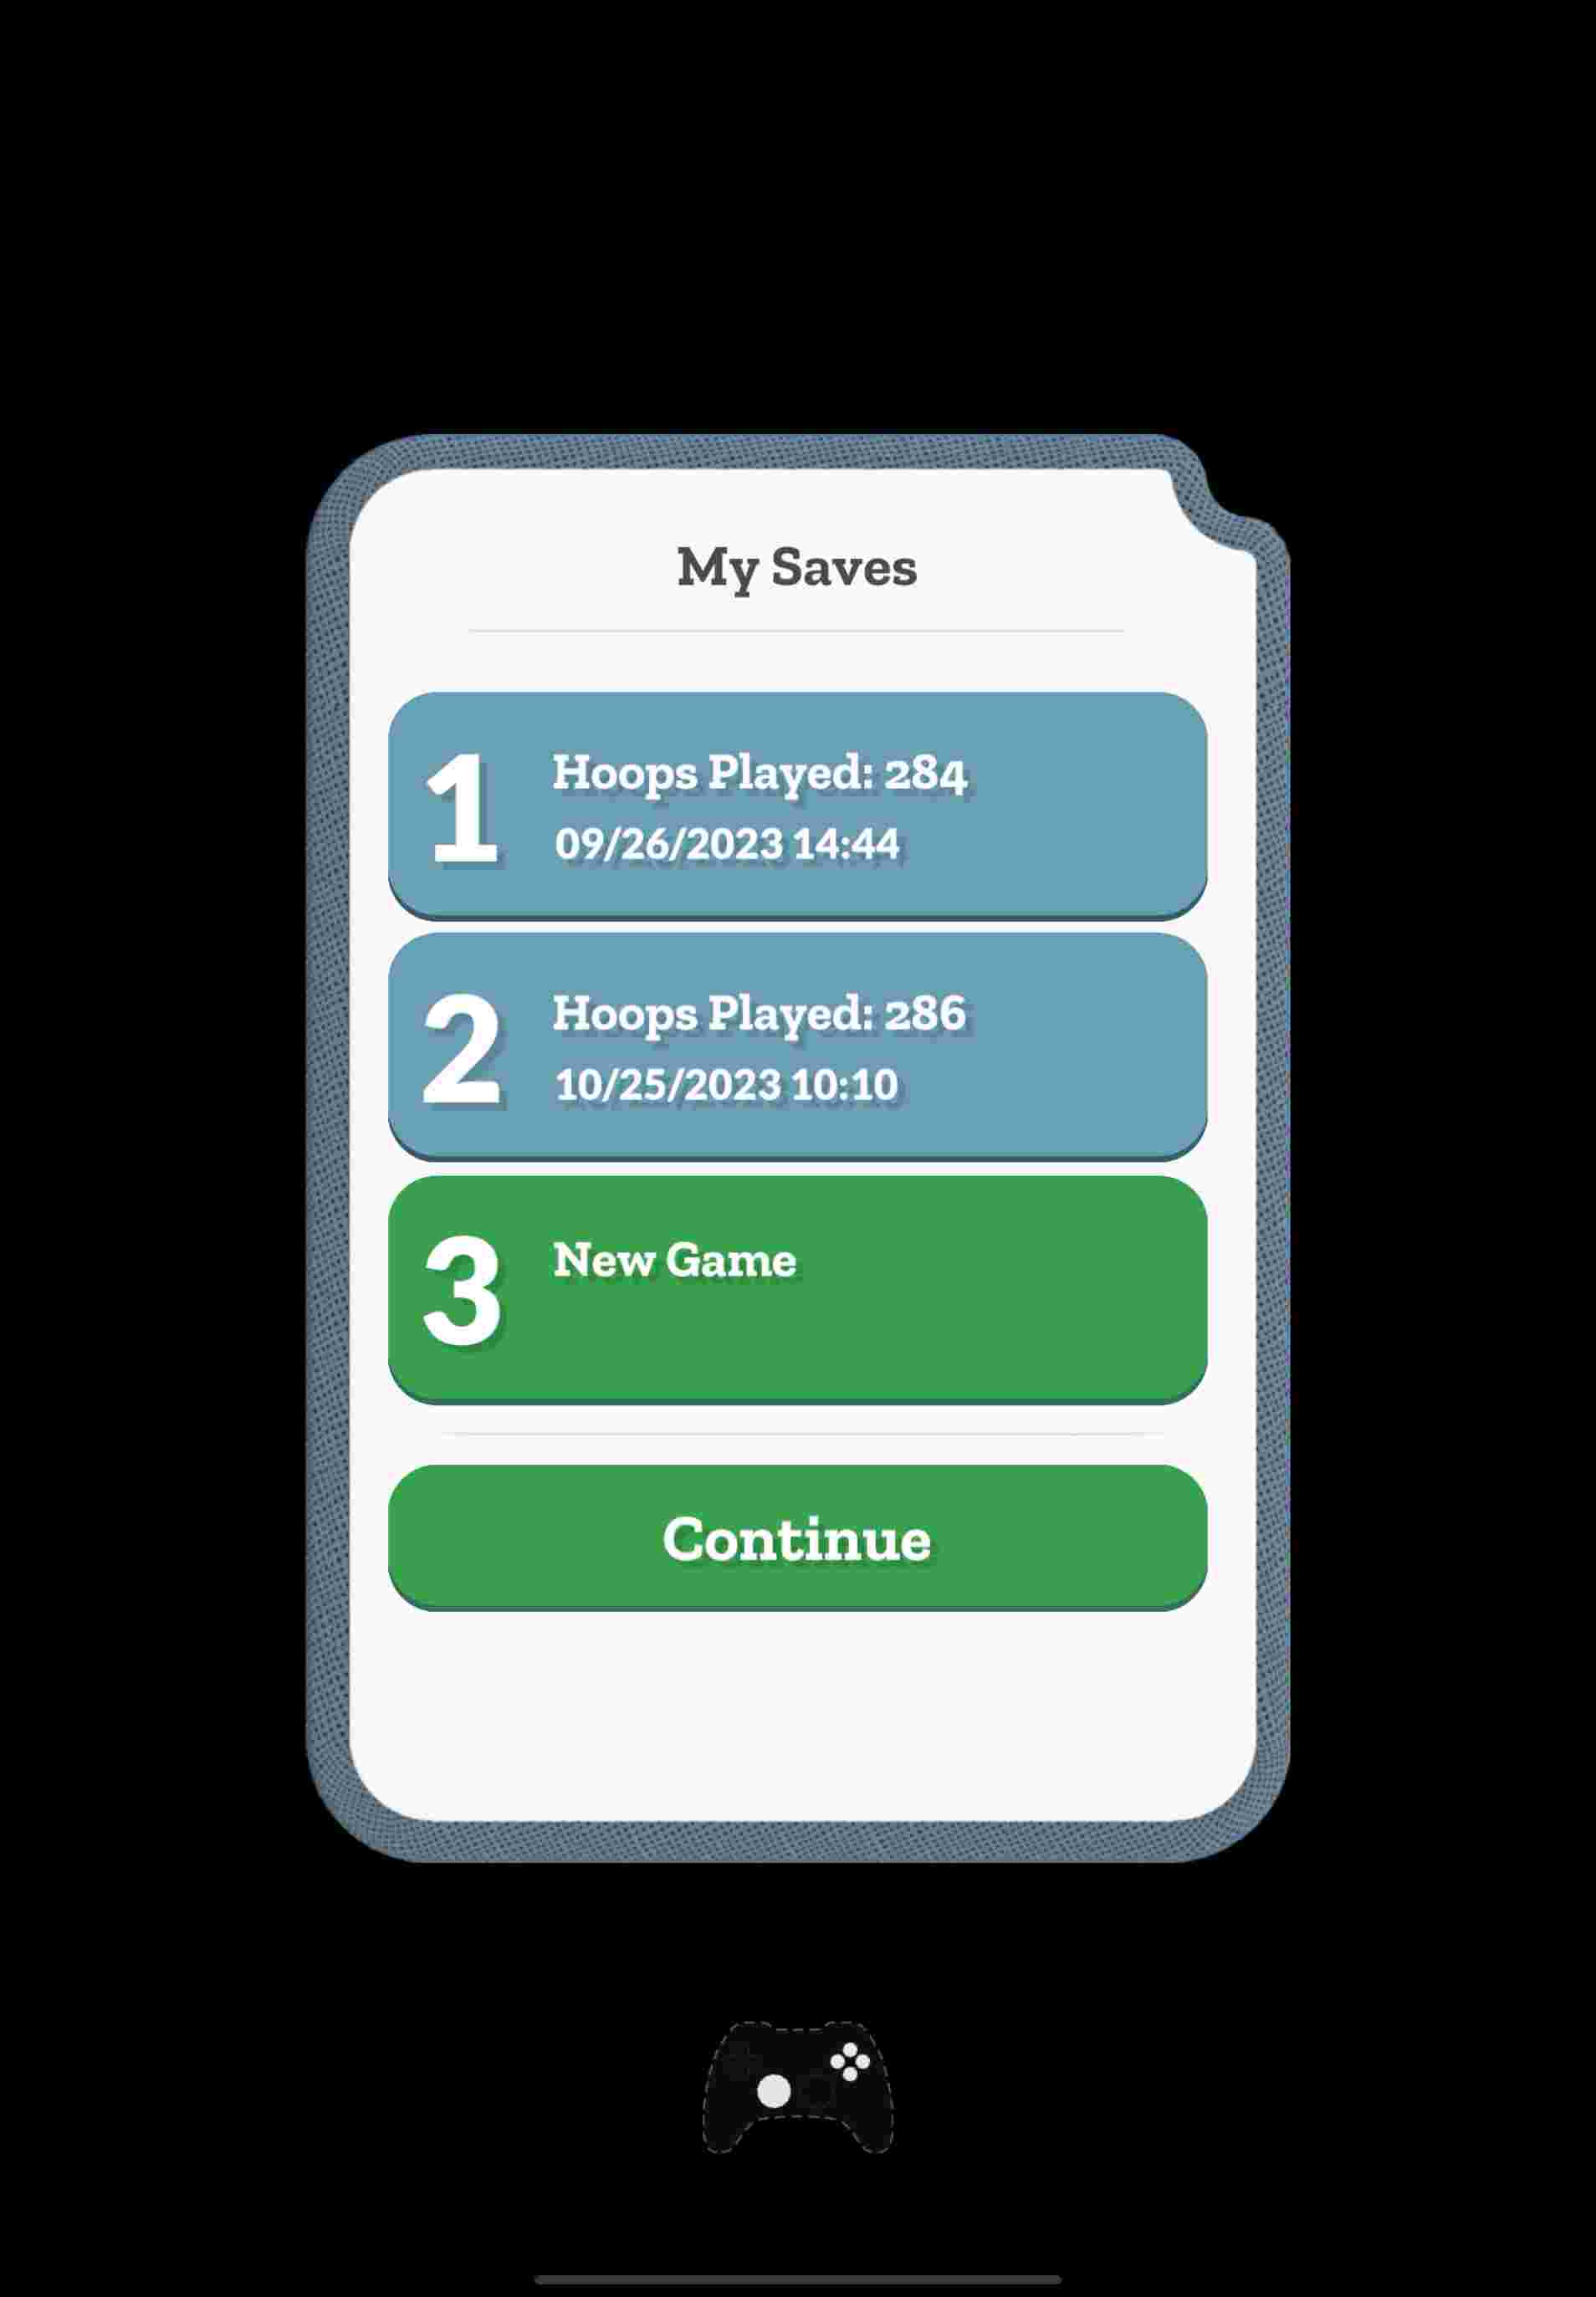 My Saves
1
Hoops Played: 284
09/26/2023 14:44
2
Hoops Played: 286
10/25/2023 10:10
3
New Game
Continue